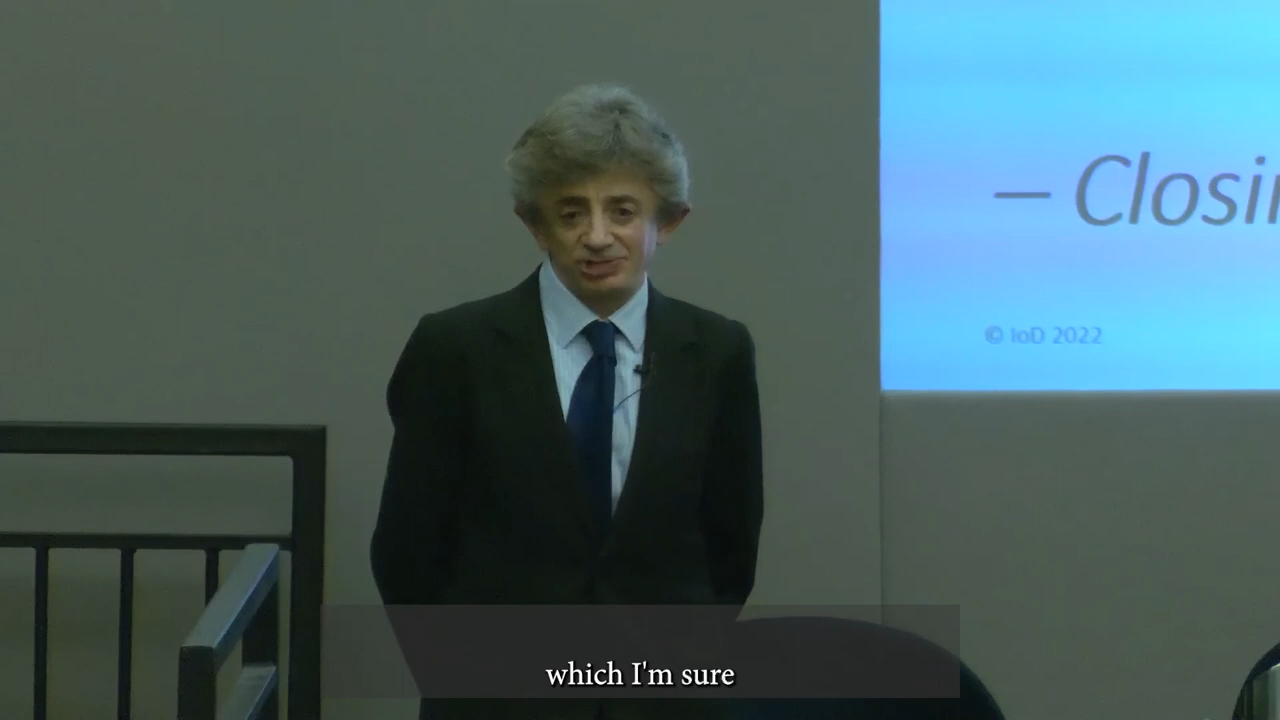 – Closi
© IoD 2022
which I'm sure